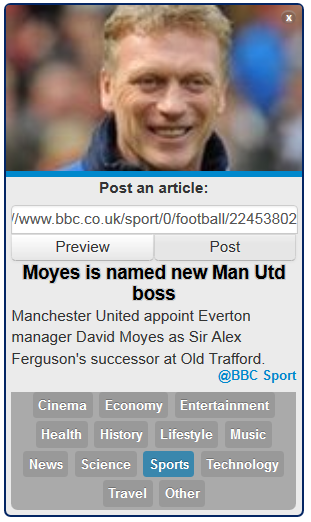 x
Post an article:
//www.bbc.co.uk/sport/0/football/22453802
Preview Post
Moyes is named new Man Utd
boss
Manchester United appoint Everton
manager David Moyes as Sir Alex
Ferguson's successor at Old Trafford.
@BBC Sport
Cinema Economy Entertainment
Health History Lifestyle Music
News Science Sports Technology
Travel Other